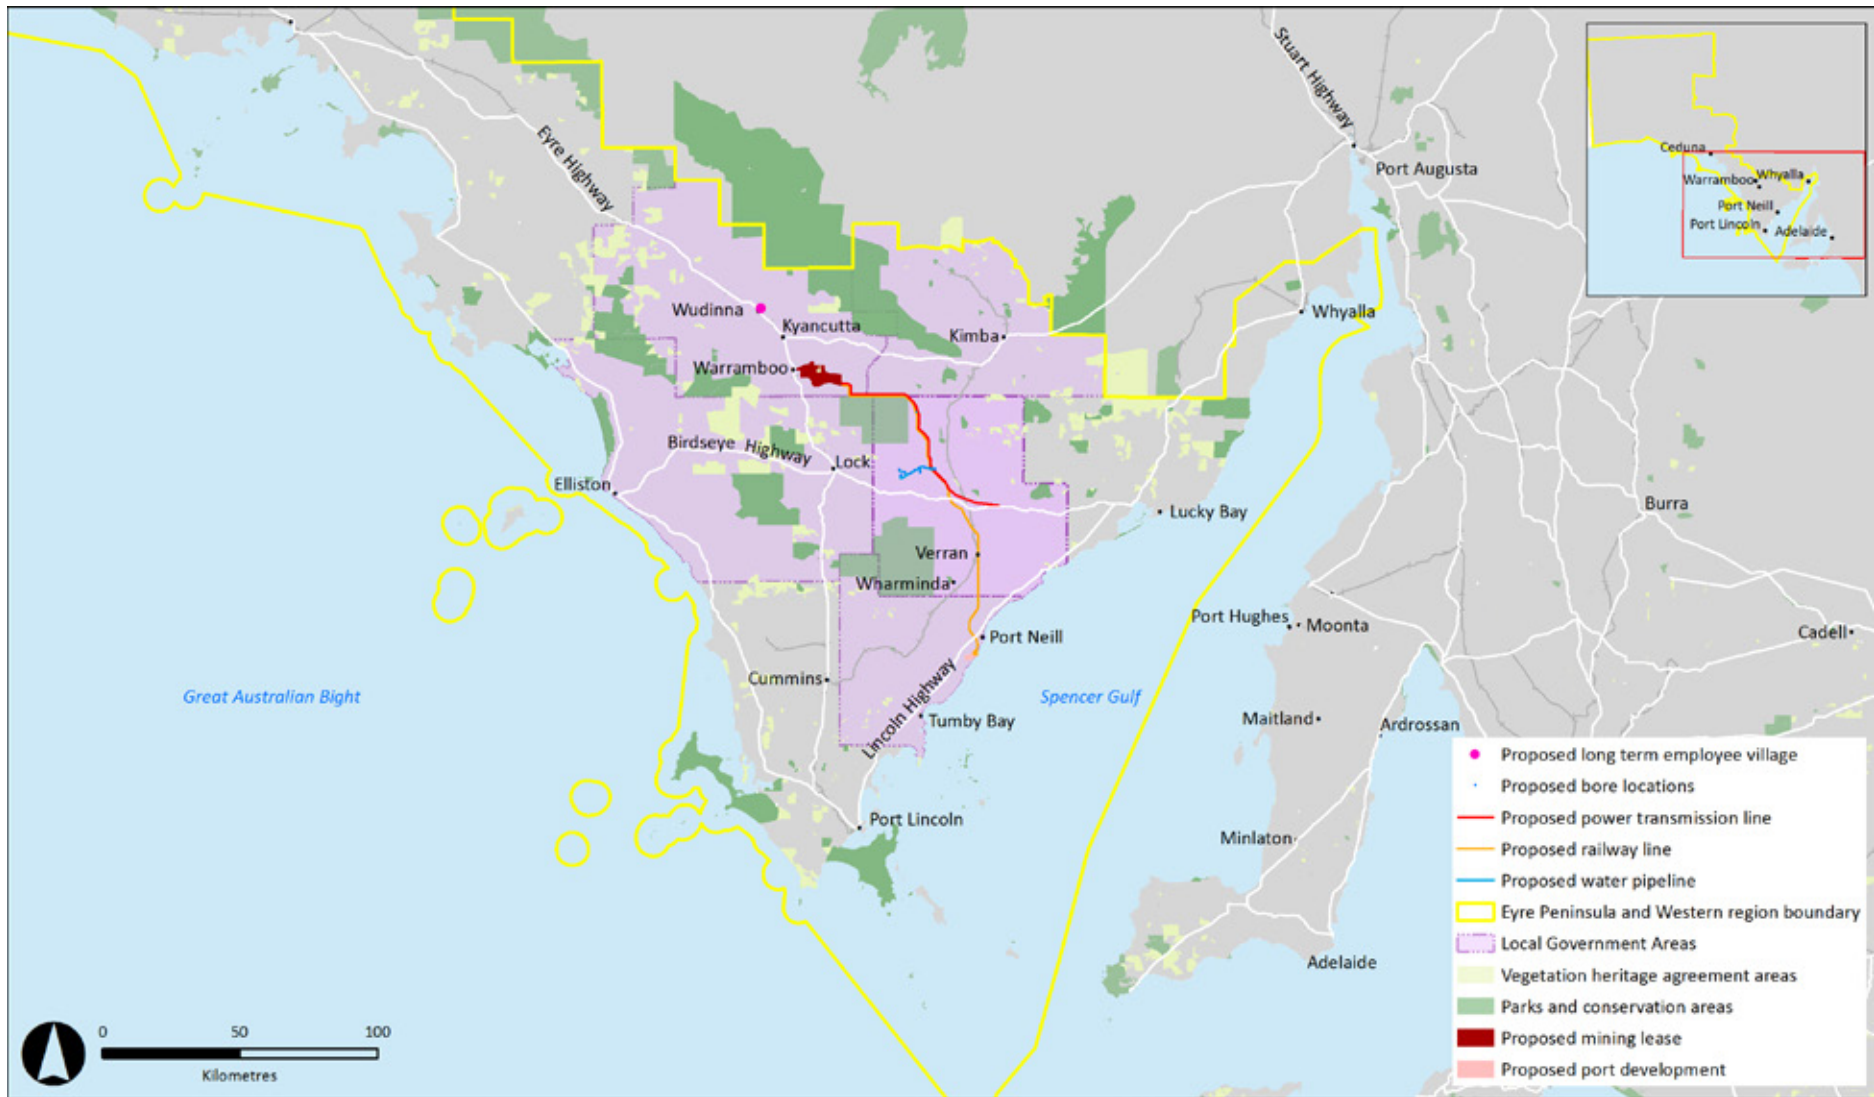 Stuart Highway
Eyre Highway
Port Augusta
Ceduna
Warramboo
Whyalla
Port Neill
Port Lincoln
Adelaide
Wudinna
Kyancutta
Kimba
Whyalla
Warramboo
Birdseye Highway
Lock
Elliston
Lucky Bay
Burra
Verran
Wharminda
Port Hughes
Moonta
Port Neill
Cadell
Cummins
Great Australian Bight
Spencer Gulf
Lincoln Highway
Tumby Bay
Maitland
Ardrossan
Port Lincoln
Minlaton
Adelaide
Proposed long term employee village
Proposed bore locations
Proposed power transmission line
Proposed railway line
Proposed water pipeline
Eyre Peninsula and Western region boundary
Local Government Areas
Vegetation heritage agreement areas
Parks and conservation areas
Proposed mining lease
Proposed port development
0 50 100
Kilometres